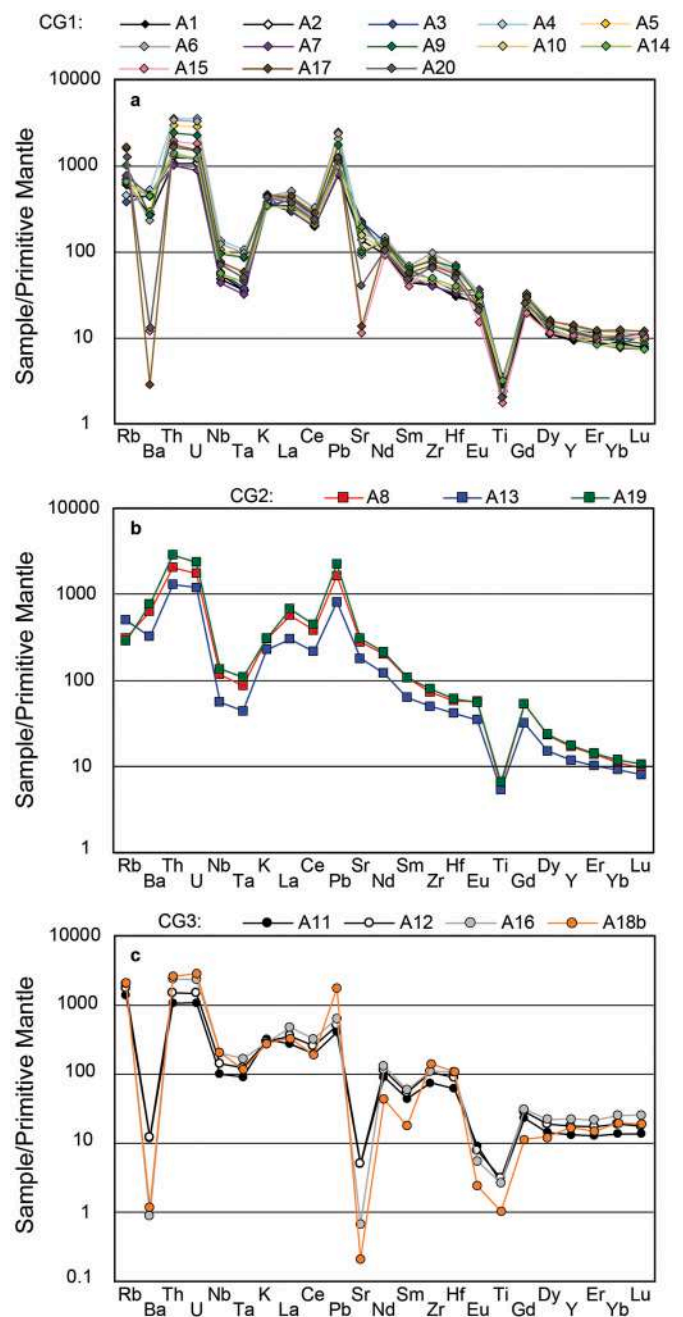 CG1: A1 A2 A3 A4 A5
A6 A7 A9 A10 A14
A15 A17 A20
a
10000
1000
100
10
1
Sample/Primitive Mantle
Rb Th Nb K Ce Sr Sm Hf Ti Dy Er Lu
Ba U Ta La Pb Nd Zr Eu Gd Y Yb
CG2: A8 A13 A19
b
10000
1000
100
10
1
Sample/Primitive Mantle
Rb Th Nb K Ce Sr Sm Hf Ti Dy Er Lu
Ba U Ta La Pb Nd Zr Eu Gd Y Yb
CG3: A11 A12 A16 A18b
c
10000
1000
100
10
1
0.1
Sample/Primitive Mantle
Rb Th Nb K Ce Sr Sm Hf Ti Dy Er Lu
Ba U Ta La Pb Nd Zr Eu Gd Y Yb